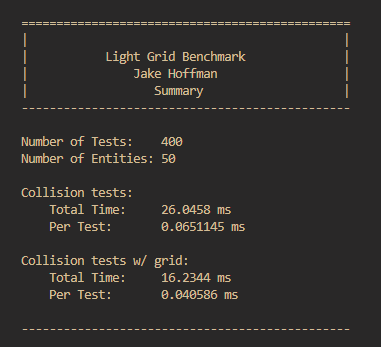 ===============================================
|                                             |
|           Light Grid Benchmark              |
|               Jake Hoffman                  |
|                  Summary                    |
-----------------------------------------------
Number of Tests:    400
Number of Entities: 50
Collision tests:
    Total Time:     26.0458 ms
    Per Test:       0.0651145 ms
Collision tests w/ grid:
    Total Time:     16.2344 ms
    Per Test:       0.040586 ms
-----------------------------------------------